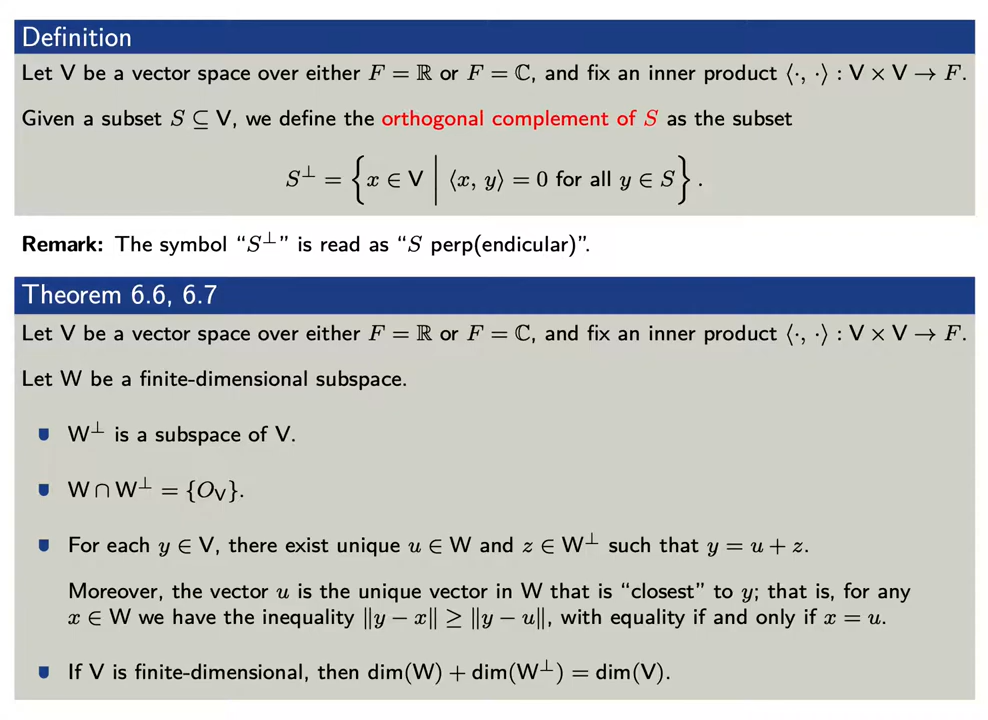 Definition
Let V be a vector space over either F = ℝ or F = ℂ, and fix an inner product ⟨·, ·⟩ : V × V → F.
Given a subset S ⊆ V, we define the orthogonal complement of S as the subset
S⊥ = { x ∈ V | ⟨x, y⟩ = 0 for all y ∈ S } .
Remark: The symbol “S⊥” is read as “S perp(endicular)”.
Theorem 6.6, 6.7
Let V be a vector space over either F = ℝ or F = ℂ, and fix an inner product ⟨·, ·⟩ : V × V → F.
Let W be a finite-dimensional subspace.
W⊥ is a subspace of V.
W ∩ W⊥ = {O_V}.
For each y ∈ V, there exist unique u ∈ W and z ∈ W⊥ such that y = u + z.
Moreover, the vector u is the unique vector in W that is “closest” to y; that is, for any
x ∈ W we have the inequality ‖y − x‖ ≥ ‖y − u‖, with equality if and only if x = u.
If V is finite-dimensional, then dim(W) + dim(W⊥) = dim(V).